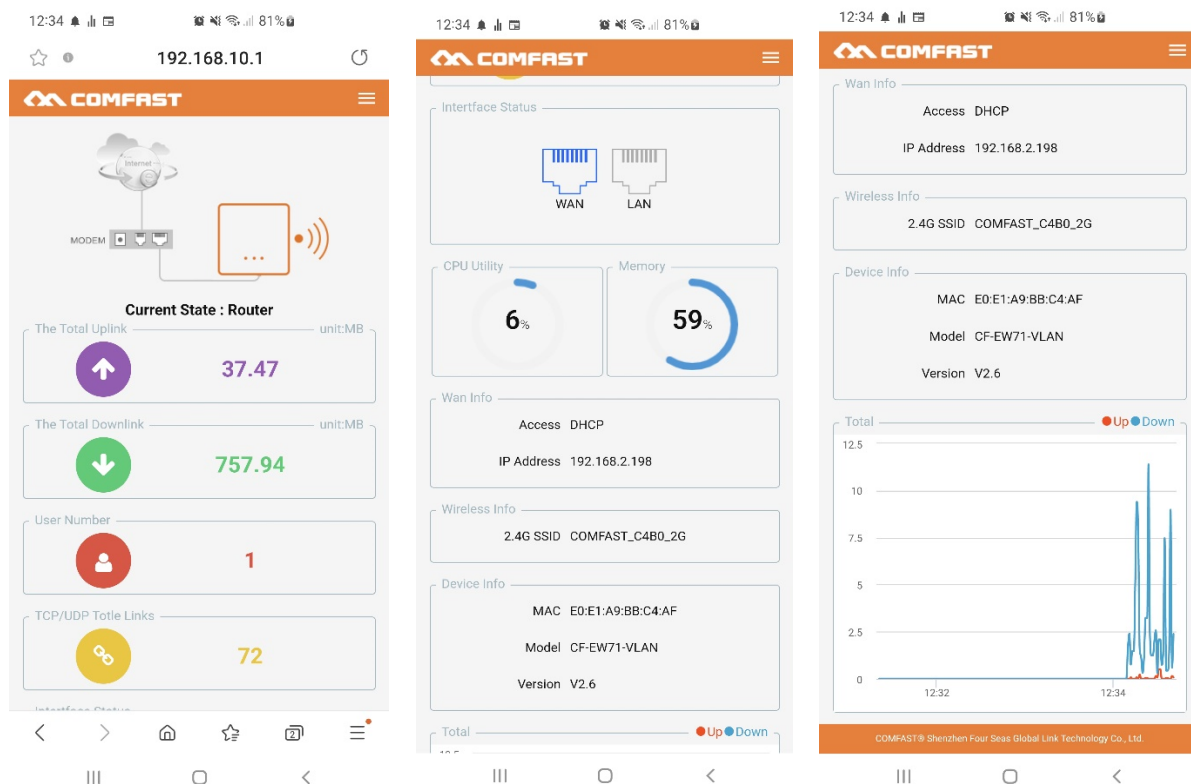 12:34 81%
192.168.10.1
COMFAST
Internet
MODEM
Current State : Router
The Total Uplink unit:MB
37.47
The Total Downlink unit:MB
757.94
User Number
1
TCP/UDP Totle Links
72
Intertface Status
2
12:34 81%
COMFAST
Intertface Status
WAN LAN
CPU Utility Memory
6% 59%
Wan Info
Access DHCP
IP Address 192.168.2.198
Wireless Info
2.4G SSID COMFAST_C4B0_2G
Device Info
MAC E0:E1:A9:BB:C4:AF
Model CF-EW71-VLAN
Version V2.6
Total Up Down
12.5
12:34 81%
COMFAST
Wan Info
Access DHCP
IP Address 192.168.2.198
Wireless Info
2.4G SSID COMFAST_C4B0_2G
Device Info
MAC E0:E1:A9:BB:C4:AF
Model CF-EW71-VLAN
Version V2.6
Total Up Down
12.5
10
7.5
5
2.5
0
12:32 12:34
COMFAST® Shenzhen Four Seas Global Link Technology Co., Ltd.